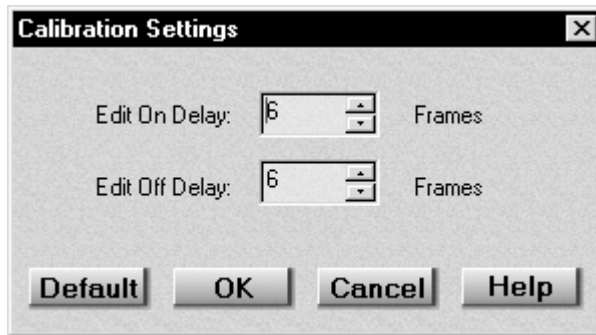 Calibration Settings
Edit On Delay: 6 Frames
Edit Off Delay: 6 Frames
Default OK Cancel Help